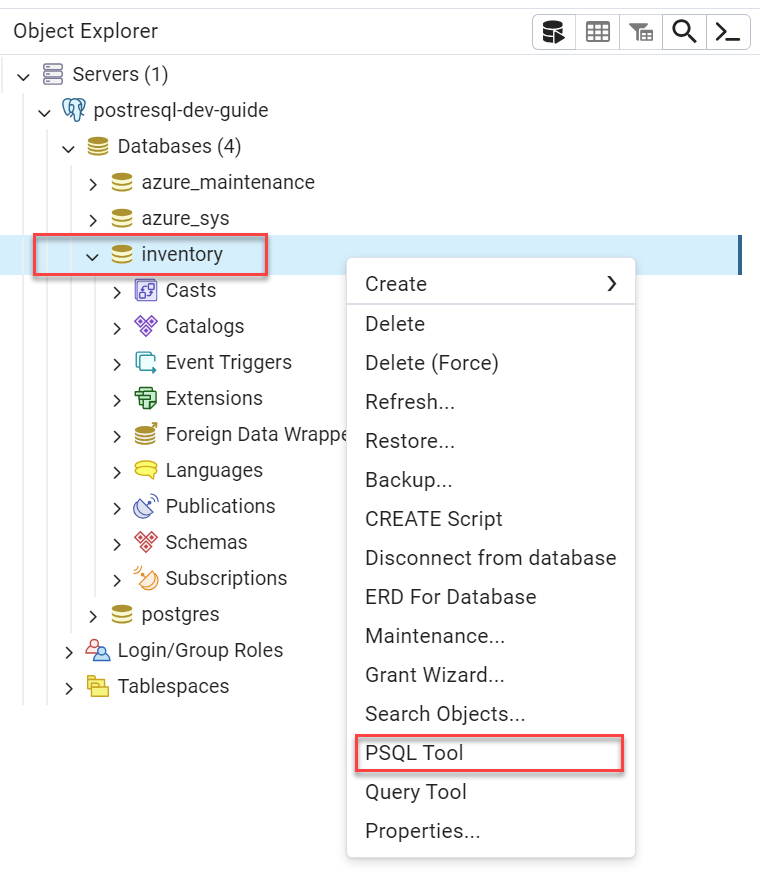 Object Explorer
Servers (1)
postresql-dev-guide
Databases (4)
azure_maintenance
azure_sys
inventory
Casts
Catalogs
Event Triggers
Extensions
Foreign Data Wrappe
Languages
Publications
Schemas
Subscriptions
postgres
Login/Group Roles
Tablespaces
Create
Delete
Delete (Force)
Refresh...
Restore...
Backup...
CREATE Script
Disconnect from database
ERD For Database
Maintenance...
Grant Wizard...
Search Objects...
PSQL Tool
Query Tool
Properties...